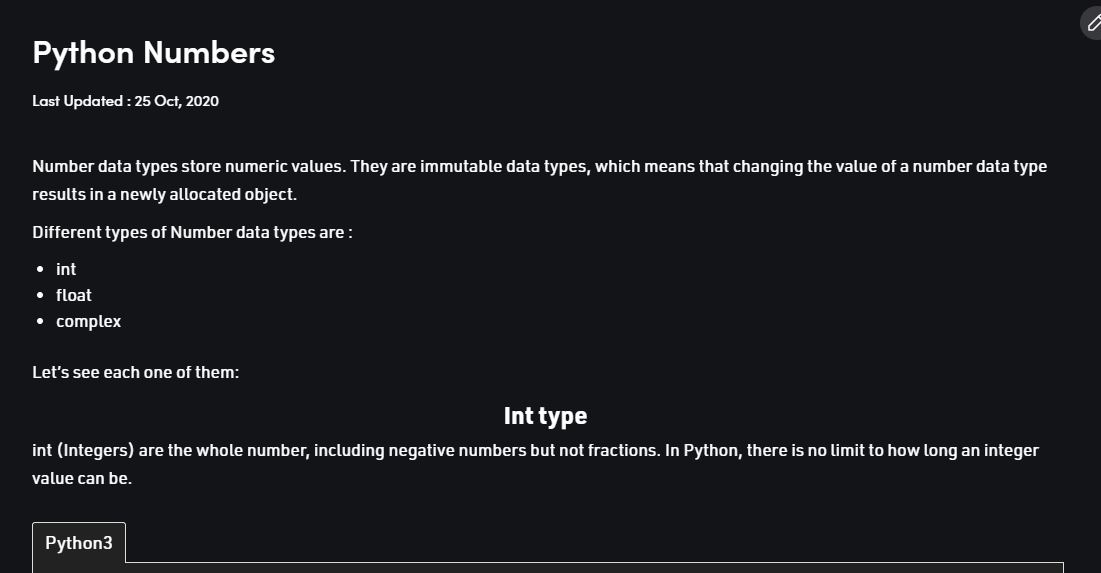 Python Numbers
Last Updated : 25 Oct, 2020
Number data types store numeric values. They are immutable data types, which means that changing the value of a number data type
results in a newly allocated object.
Different types of Number data types are :
• int
• float
• complex
Let’s see each one of them:
Int type
int (Integers) are the whole number, including negative numbers but not fractions. In Python, there is no limit to how long an integer
value can be.
Python3